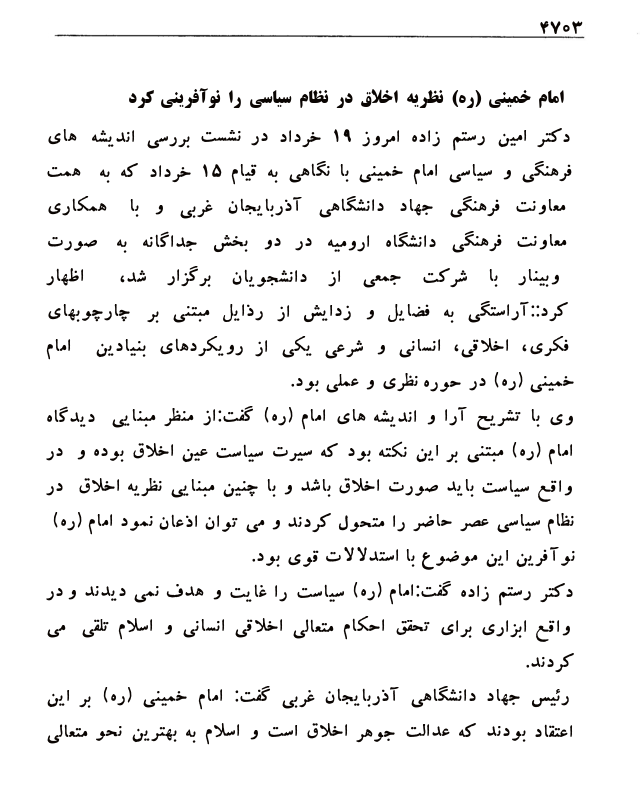 ۴۷۰۳
امام خمینی (ره) نظریه اخلاق در نظام سیاسی را نوآفرینی کرد
دکتر امین رستم زاده امروز ۱۹ خرداد در نشست بررسی اندیشه های
فرهنگی و سیاسی امام خمینی با نگاهی به قیام ۱۵ خرداد که به همت
معاونت فرهنگی جهاد دانشگاهی آذربایجان غربی و با همکاری
معاونت فرهنگی دانشگاه ارومیه در دو بخش جداگانه به صورت
وبینار با شرکت جمعی از دانشجویان برگزار شد، اظهار
کرد::آراستگی به فضایل و زدایش از رذایل مبتنی بر چارچوبهای
فکری، اخلاقی، انسانی و شرعی یکی از رویکردهای بنیادین امام
خمینی (ره) در حوزه نظری و عملی بود.
وی با تشریح آرا و اندیشه های امام (ره) گفت:از منظر مبنایی دیدگاه
امام (ره) مبتنی بر این نکته بود که سیرت سیاست عین اخلاق بوده و در
واقع سیاست باید صورت اخلاق باشد و با چنین مبنایی نظریه اخلاق در
نظام سیاسی عصر حاضر را متحول کردند و می توان اذعان نمود امام (ره)
نوآفرین این موضوع با استدلالات قوی بود.
دکتر رستم زاده گفت:امام (ره) سیاست را غایت و هدف نمی دیدند و در
واقع ابزاری برای تحقق احکام متعالی اخلاقی انسانی و اسلام تلقی می
کردند.
رئیس جهاد دانشگاهی آذربایجان غربی گفت: امام خمینی (ره) بر این
اعتقاد بودند که عدالت جوهر اخلاق است و اسلام به بهترین نحو متعالی